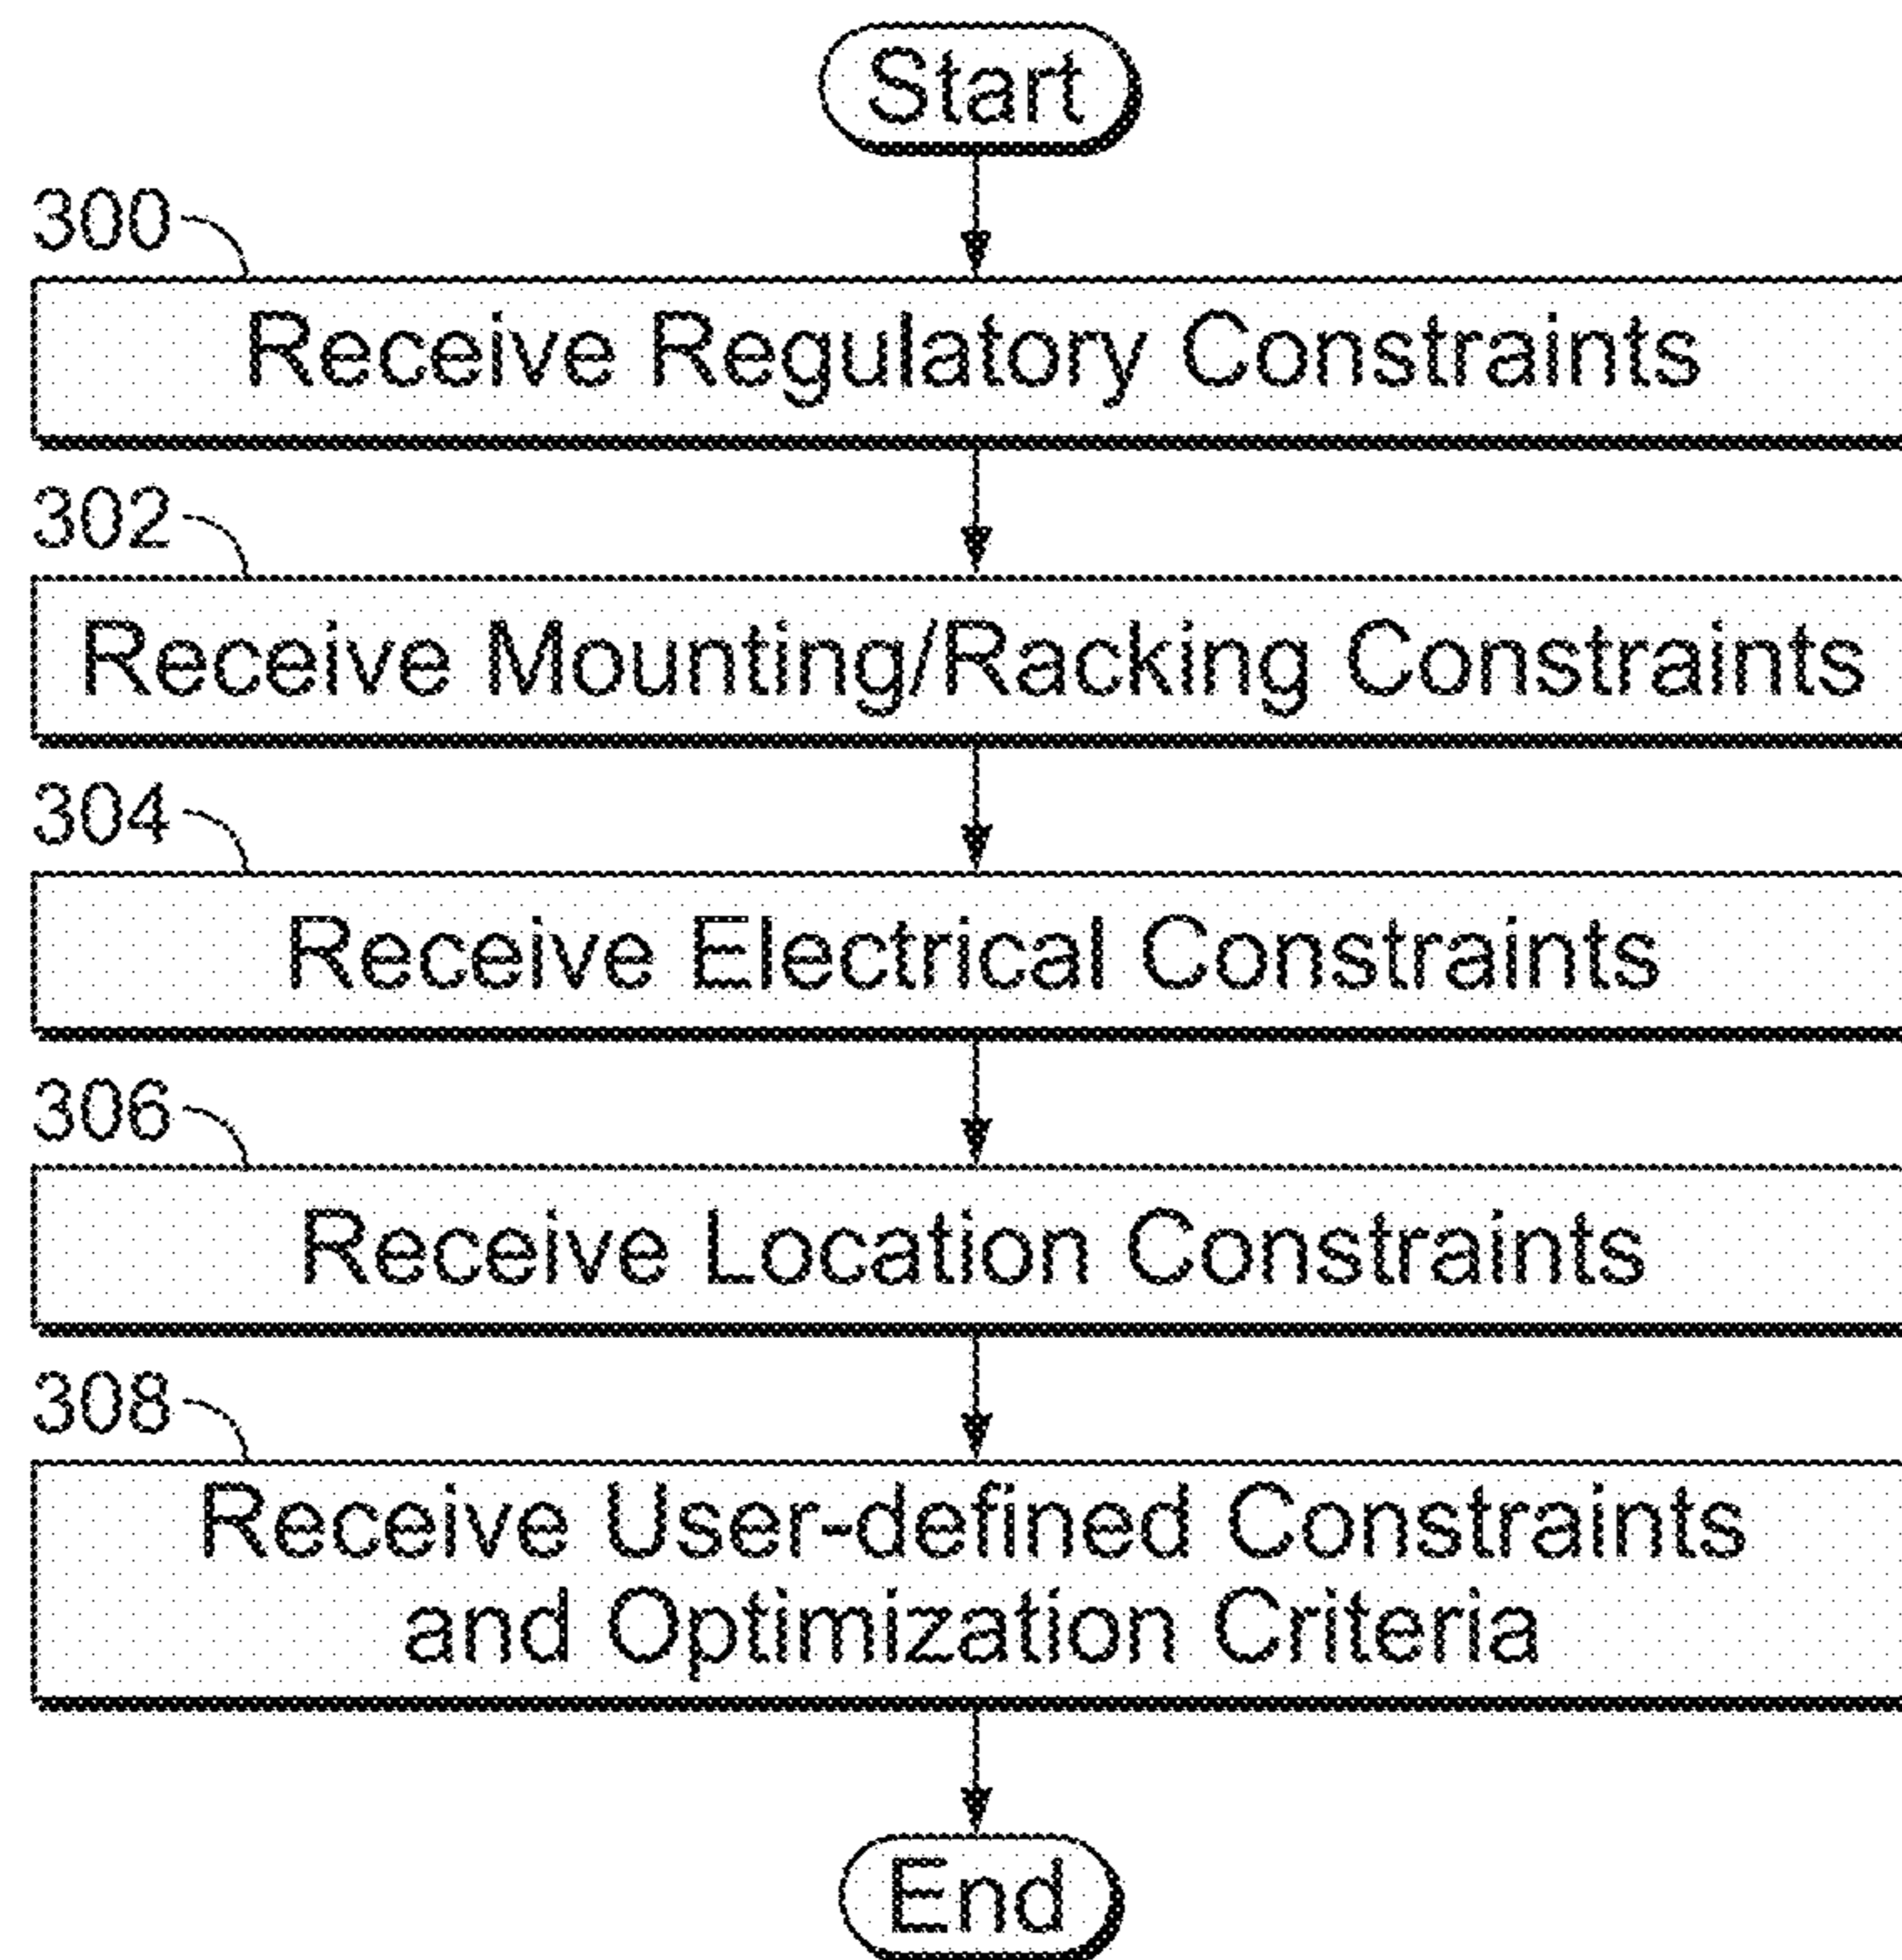 Start
300
Receive Regulatory Constraints
302
Receive Mounting/Racking Constraints
304
Receive Electrical Constraints
306
Receive Location Constraints
308
Receive User-defined Constraints
and Optimization Criteria
End